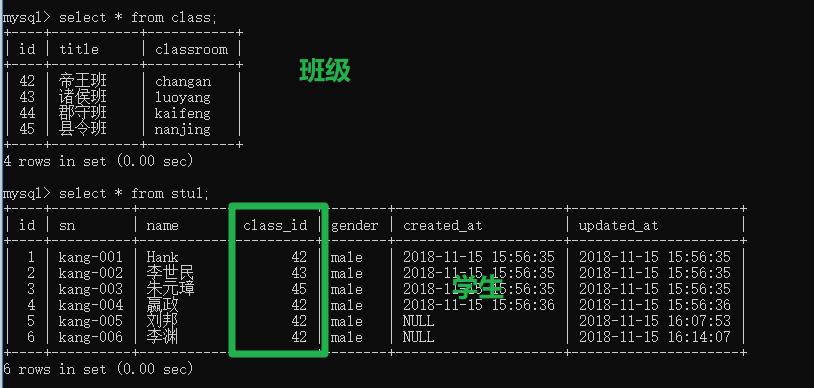 mysql> select * from class;
+----+--------+-----------+
| id | title | classroom |
+----+--------+-----------+
| 42 | 帝王班 | changan |
| 43 | 诸侯班 | luoyang |
| 44 | 郡守班 | kaifeng |
| 45 | 县令班 | nanjing |
+----+--------+-----------+
班级
4 rows in set (0.00 sec)
mysql> select * from stu1;
+----+----------+--------+----------+--------+---------------------+---------------------+
| id | sn | name | class_id | gender | created_at | updated_at |
+----+----------+--------+----------+--------+---------------------+---------------------+
| 1 | kang-001 | Hank | 42 | male | 2018-11-15 15:56:35 | 2018-11-15 15:56:35 |
| 2 | kang-002 | 李世民 | 43 | male | 2018-11-15 15:56:35 | 2018-11-15 15:56:35 |
| 3 | kang-003 | 朱元璋 | 45 | male | 2018-11-15 15:56:35 | 2018-11-15 15:56:35 |
| 4 | kang-004 | 嬴政 | 42 | male | 2018-11-15 15:56:36 | 2018-11-15 15:56:36 |
| 5 | kang-005 | 刘邦 | 42 | male | NULL | 2018-11-15 16:07:53 |
| 6 | kang-006 | 李渊 | 42 | male | NULL | 2018-11-15 16:14:07 |
+----+----------+--------+----------+--------+---------------------+---------------------+
学生
6 rows in set (0.00 sec)